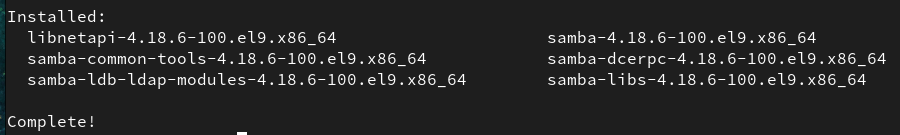 Installed:
  libnetapi-4.18.6-100.el9.x86_64                    samba-4.18.6-100.el9.x86_64
  samba-common-tools-4.18.6-100.el9.x86_64           samba-dcerpc-4.18.6-100.el9.x86_64
  samba-ldb-ldap-modules-4.18.6-100.el9.x86_64       samba-libs-4.18.6-100.el9.x86_64
Complete!